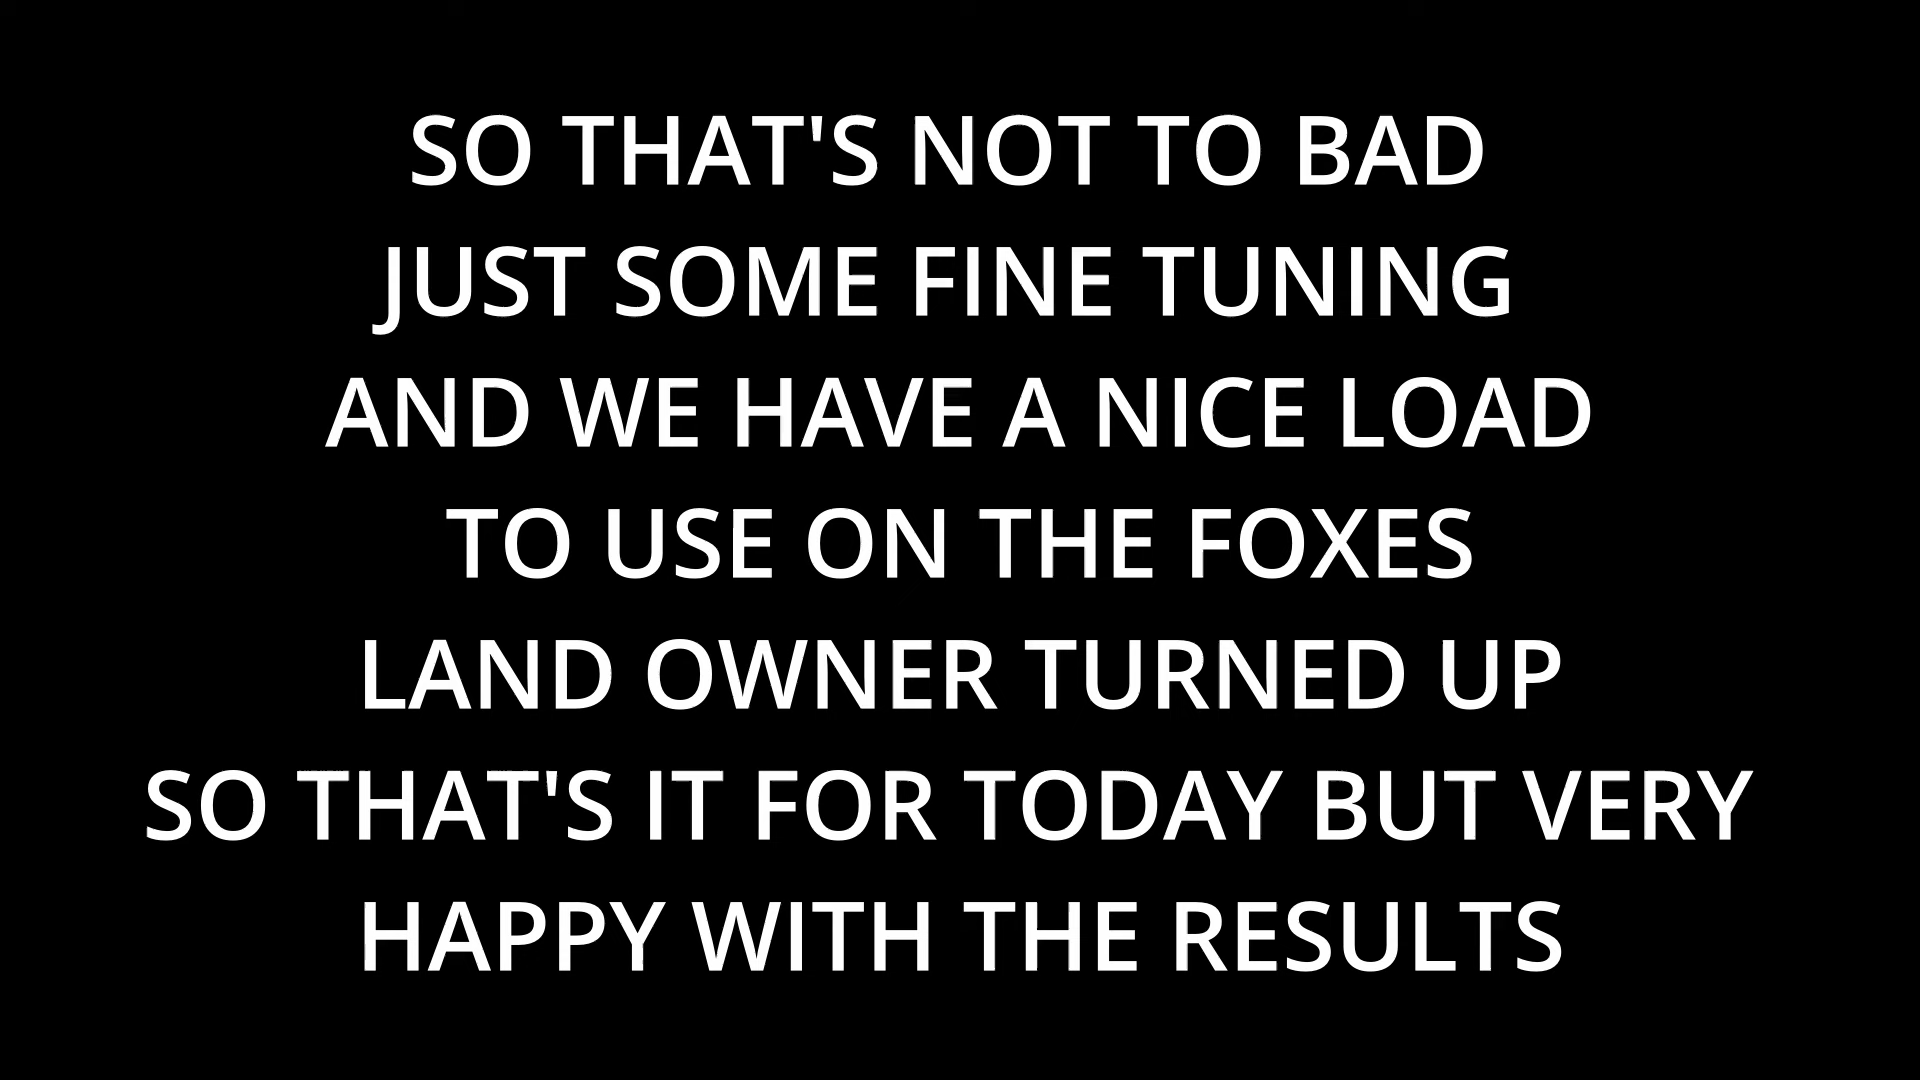 SO THAT'S NOT TO BAD
JUST SOME FINE TUNING
AND WE HAVE A NICE LOAD
TO USE ON THE FOXES
LAND OWNER TURNED UP
SO THAT'S IT FOR TODAY BUT VERY
HAPPY WITH THE RESULTS